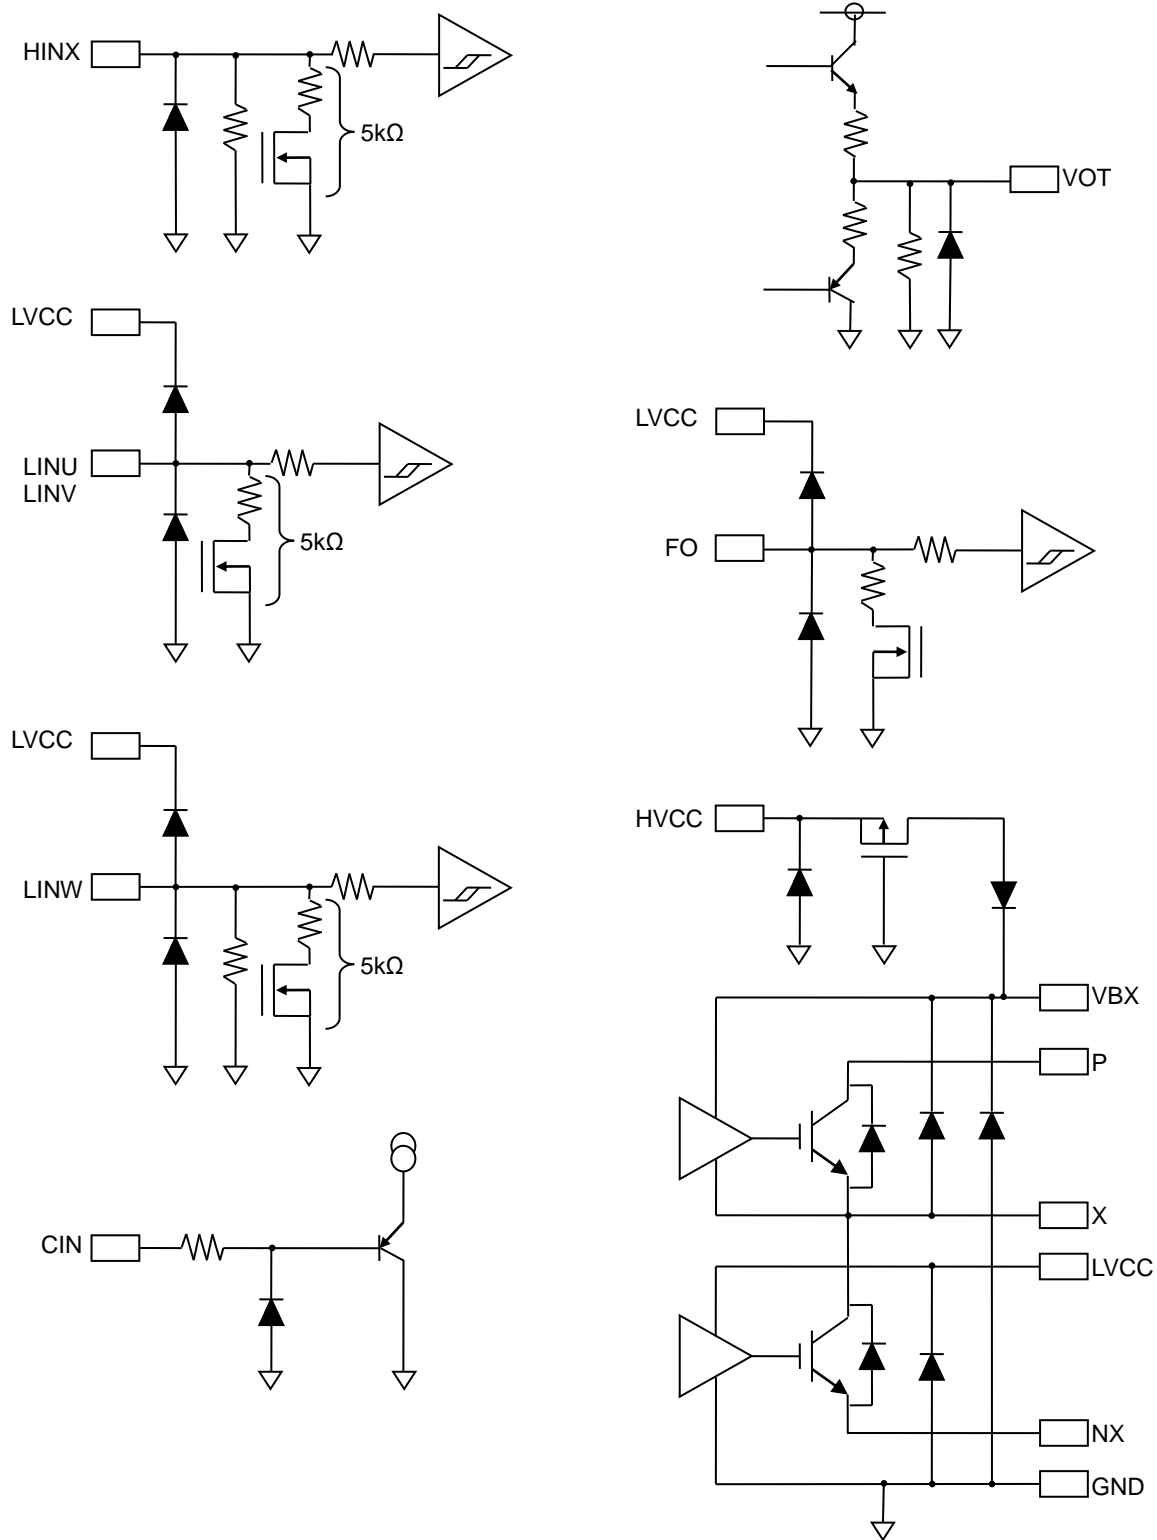 HINX
5kΩ
LVCC
LINU
LINV
5kΩ
LVCC
LINW
5kΩ
CIN
VOT
LVCC
FO
HVCC
VBX
P
X
LVCC
NX
GND